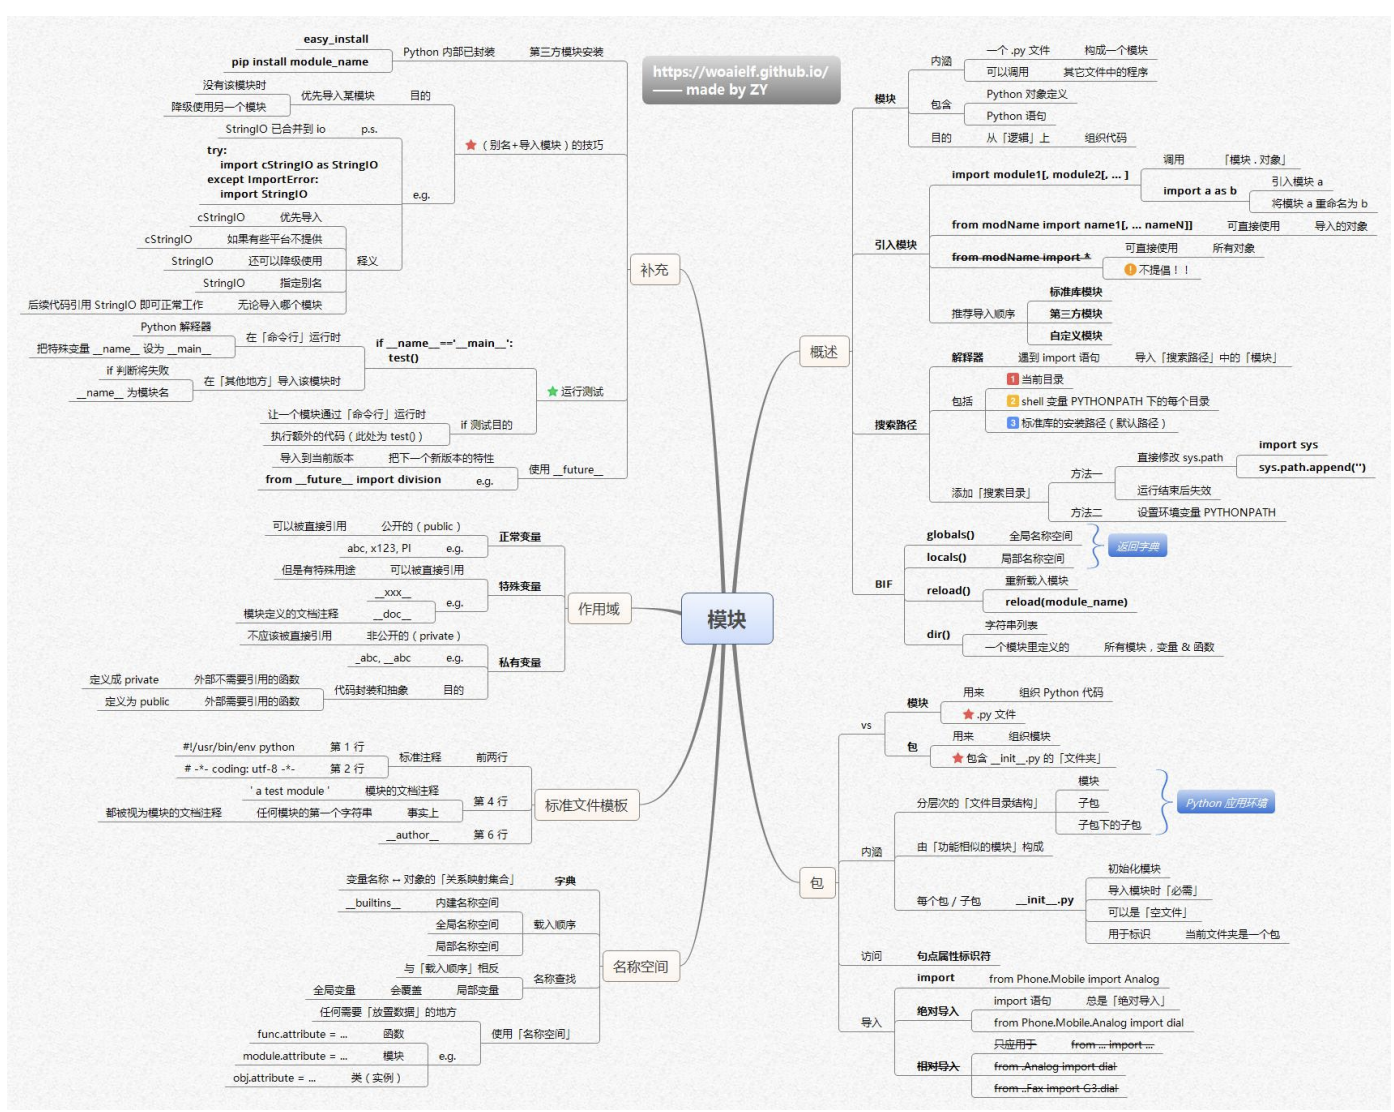 https://woaielf.github.io/
—— made by ZY
模块
概述
模块
内涵
一个 .py 文件 构成一个模块
可以调用 其它文件中的程序
包含
Python 对象定义
Python 语句
目的 从「逻辑」上 组织代码
引入模块
import module1[, module2[, ... ]
调用 「模块 . 对象」
import a as b
引入模块 a
将模块 a 重命名为 b
from modName import name1[, ... nameN]] 可直接使用 导入的对象
from modName import *
可直接使用 所有对象
! 不提倡！！
推荐导入顺序
标准库模块
第三方模块
自定义模块
搜索路径
解释器 遇到 import 语句 导入「搜索路径」中的「模块」
包括
1 当前目录
2 shell 变量 PYTHONPATH 下的每个目录
3 标准库的安装路径（默认路径）
添加「搜索目录」
方法一
直接修改 sys.path
import sys
sys.path.append('')
运行结束后失效
方法二 设置环境变量 PYTHONPATH
BIF
globals() 全局名称空间
locals() 局部名称空间
返回字典
reload()
重新载入模块
reload(module_name)
dir()
字符串列表
一个模块里定义的 所有模块，变量 & 函数
包
vs
模块
用来 组织 Python 代码
.py 文件
包
用来 组织模块
包含 __init__.py 的「文件夹」
内涵
分层次的「文件目录结构」
模块
子包
子包下的子包
Python 应用环境
由「功能相似的模块」构成
每个包 / 子包 __init__.py
初始化模块
导入模块时「必需」
可以是「空文件」
用于标识 当前文件夹是一个包
访问 句点属性标识符
导入
import from Phone.Mobile import Analog
绝对导入
import 语句 总是「绝对导入」
from Phone.Mobile.Analog import dial
相对导入
只应用于 from ... import ...
from .Analog import dial
from ..Fax import G3.dial
补充
第三方模块安装 Python 内部已封装
easy_install
pip install module_name
（别名+导入模块）的技巧
目的 优先导入某模块
没有该模块时
降级使用另一个模块
p.s. StringIO 已合并到 io
e.g.
try:
import cStringIO as StringIO
except ImportError:
import StringIO
释义
优先导入 cStringIO
如果有些平台不提供 cStringIO
还可以降级使用 StringIO
指定别名 StringIO
无论导入哪个模块 后续代码引用 StringIO 即可正常工作
运行测试
if __name__=='__main__':
test()
在「命令行」运行时
Python 解释器
把特殊变量 __name__ 设为 __main__
在「其他地方」导入该模块时
if 判断将失败
__name__ 为模块名
if 测试目的
让一个模块通过「命令行」运行时
执行额外的代码（此处为 test()）
使用 __future__
把下一个新版本的特性 导入到当前版本
e.g. from __future__ import division
作用域
正常变量
公开的（public） 可以被直接引用
e.g. abc, x123, PI
特殊变量
可以被直接引用 但是有特殊用途
e.g.
__xxx__
__doc__ 模块定义的文档注释
私有变量
非公开的（private） 不应该被直接引用
e.g. _abc, __abc
目的 代码封装和抽象
外部不需要引用的函数 定义成 private
外部需要引用的函数 定义为 public
标准文件模板
前两行 标准注释
第 1 行 #!/usr/bin/env python
第 2 行 # -*- coding: utf-8 -*-
第 4 行
模块的文档注释 ' a test module '
事实上 任何模块的第一个字符串 都被视为模块的文档注释
第 6 行 __author__
名称空间
字典 变量名称 ↔ 对象的「关系映射集合」
载入顺序
内建名称空间 __builtins__
全局名称空间
局部名称空间
名称查找
与「载入顺序」相反
局部变量 会覆盖 全局变量
使用「名称空间」
任何需要「放置数据」的地方
e.g.
函数 func.attribute = ...
模块 module.attribute = ...
类（实例） obj.attribute = ...